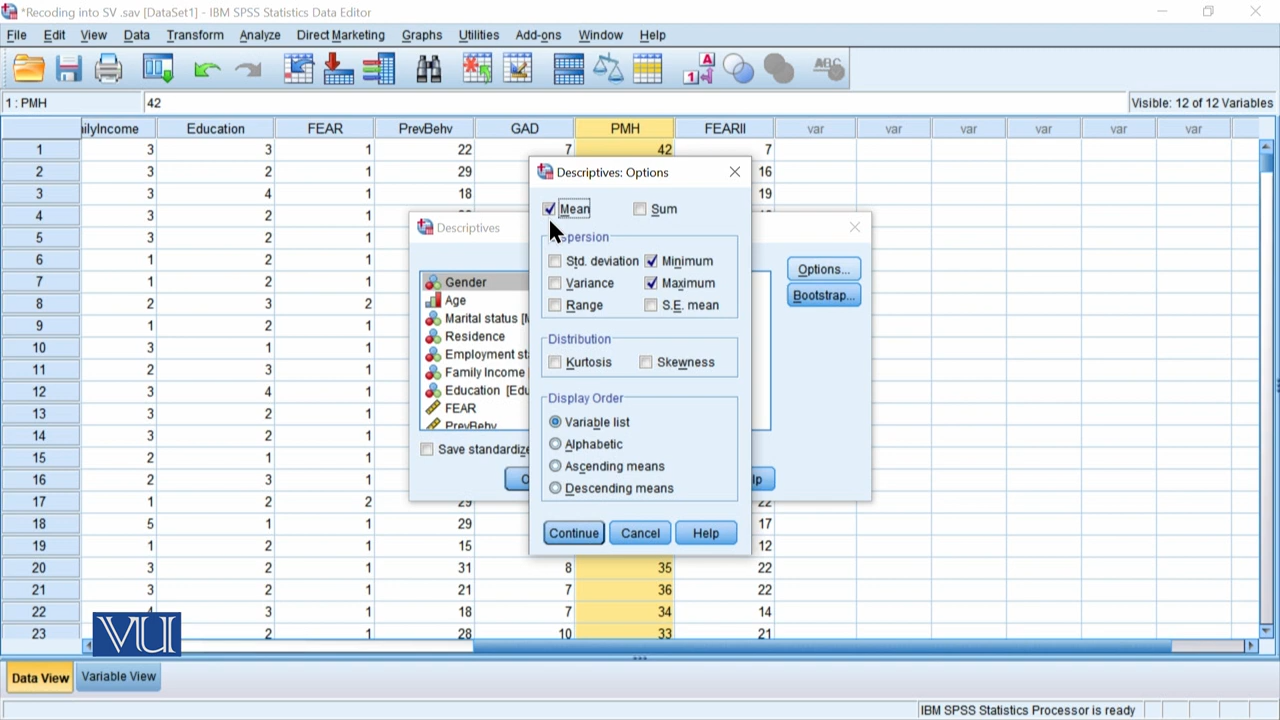 *Recoding into SV .sav [DataSet1] - IBM SPSS Statistics Data Editor
File Edit View Data Transform Analyze Direct Marketing Graphs Utilities Add-ons Window Help
1 : PMH 42 Visible: 12 of 12 Variables
ilyIncome Education FEAR PrevBehv GAD PMH FEARII var var var var var var
1 3 3 1 22 7 42 7
2 3 2 1 29 16
3 3 4 1 18 19
4 3 2 1
5 3 2 1
6 1 2 1
7 1 2 1
8 2 3 2
9 1 2 1
10 3 1 1
11 2 3 1
12 3 4 1
13 3 2 1
14 3 2 1
15 2 1 1
16 2 3 1
17 1 2 2 29 22
18 5 1 1 29 17
19 1 2 1 15 12
20 3 2 1 31 8 35 22
21 3 2 1 21 7 36 22
22 4 3 1 18 7 34 14
23 2 1 28 10 33 21
Descriptives
Gender
Age
Marital status [M
Residence
Employment st
Family Income
Education [Edu
FEAR
PrevBehv
Save standardize
Options...
Bootstrap...
lp
Descriptives: Options
Mean Sum
Dispersion
Std. deviation Minimum
Variance Maximum
Range S.E. mean
Distribution
Kurtosis Skewness
Display Order
Variable list
Alphabetic
Ascending means
Descending means
Continue Cancel Help
VU
Data View Variable View
IBM SPSS Statistics Processor is ready